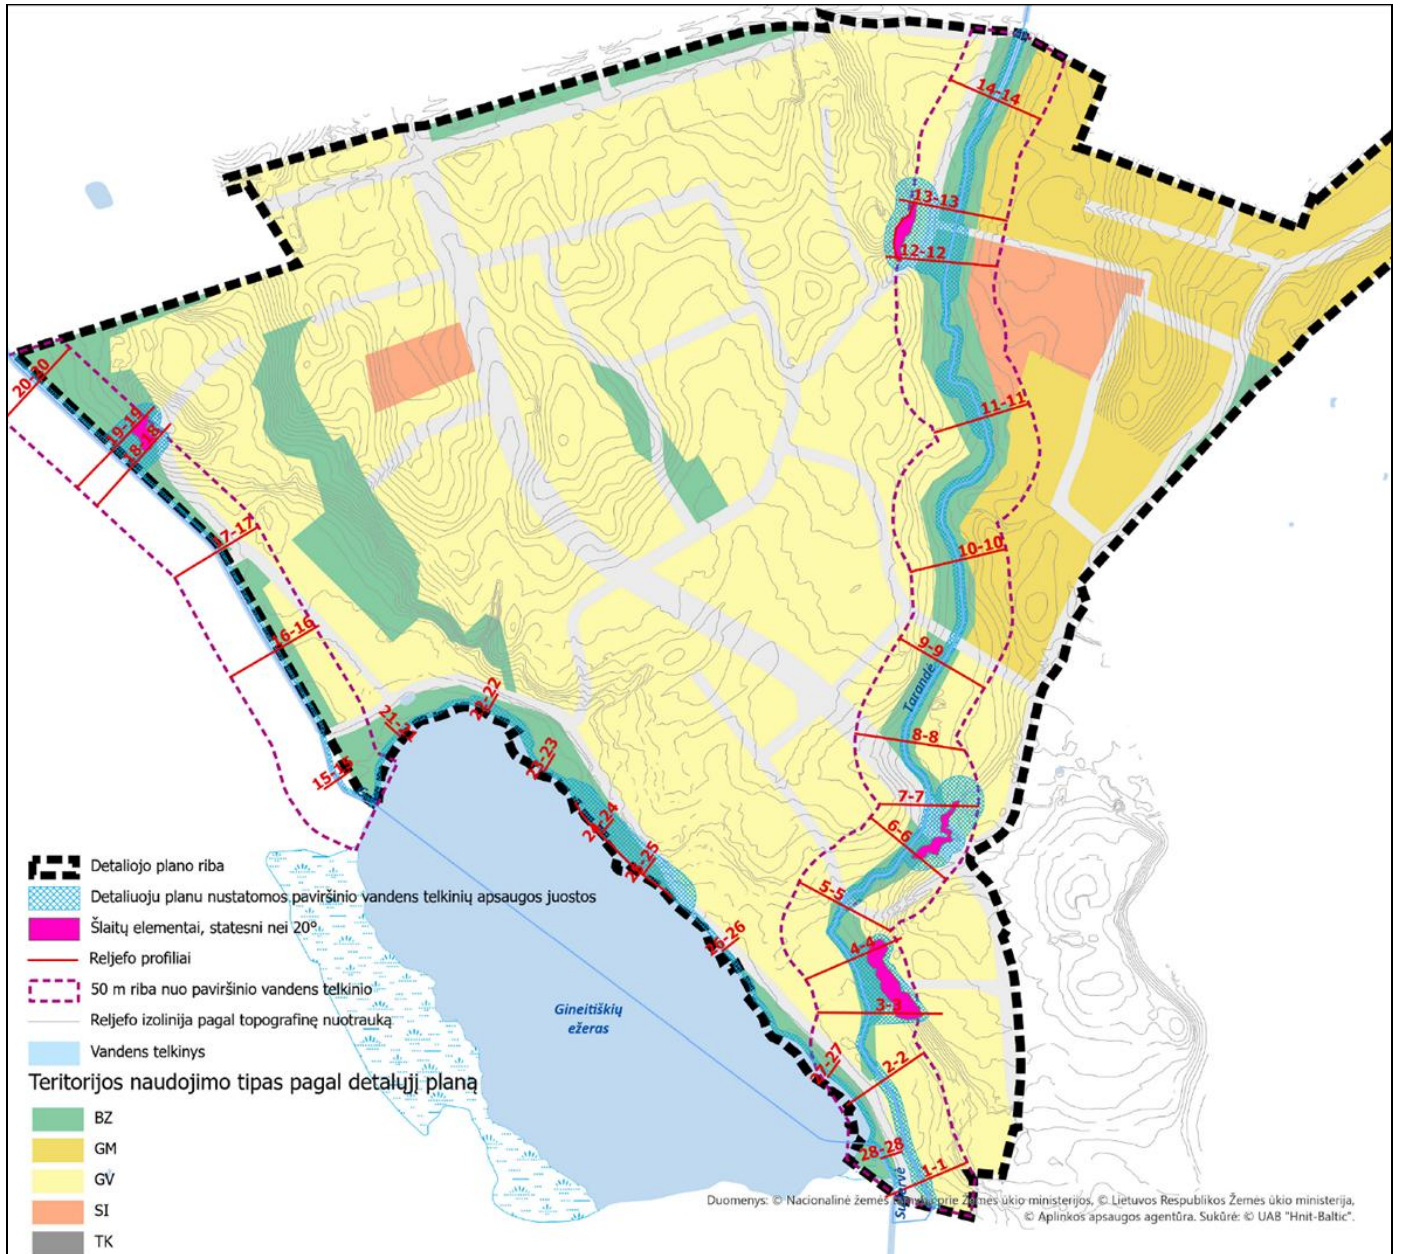 14-14
13-13
12-12
20-20
19-19
18-18
11-11
17-17
10-10
16-16
9-9
Tarandė
22-22
21-21
8-8
23-23
15-15
7-7
24-24
6-6
25-25
5-5
26-26
4-4
3-3
Gineitiškių
ežeras
2-2
27-27
28-28
1-1
Detaliojo plano riba
Detaliuoju planu nustatomos paviršinio vandens telkinių apsaugos juostos
Šlaitų elementai, statesni nei 20°
Reljefo profiliai
50 m riba nuo paviršinio vandens telkinio
Reljefo izolinija pagal topografinę nuotrauką
Vandens telkinys
Teritorijos naudojimo tipas pagal detalųjį planą
BZ
GM
GV
SI
TK
Duomenys: © Nacionalinė žemės prie Žemės ūkio ministerijos, © Lietuvos Respublikos Žemės ūkio ministerija,
© Aplinkos apsaugos agentūra. Sukūrė: © UAB "Hnit-Baltic".